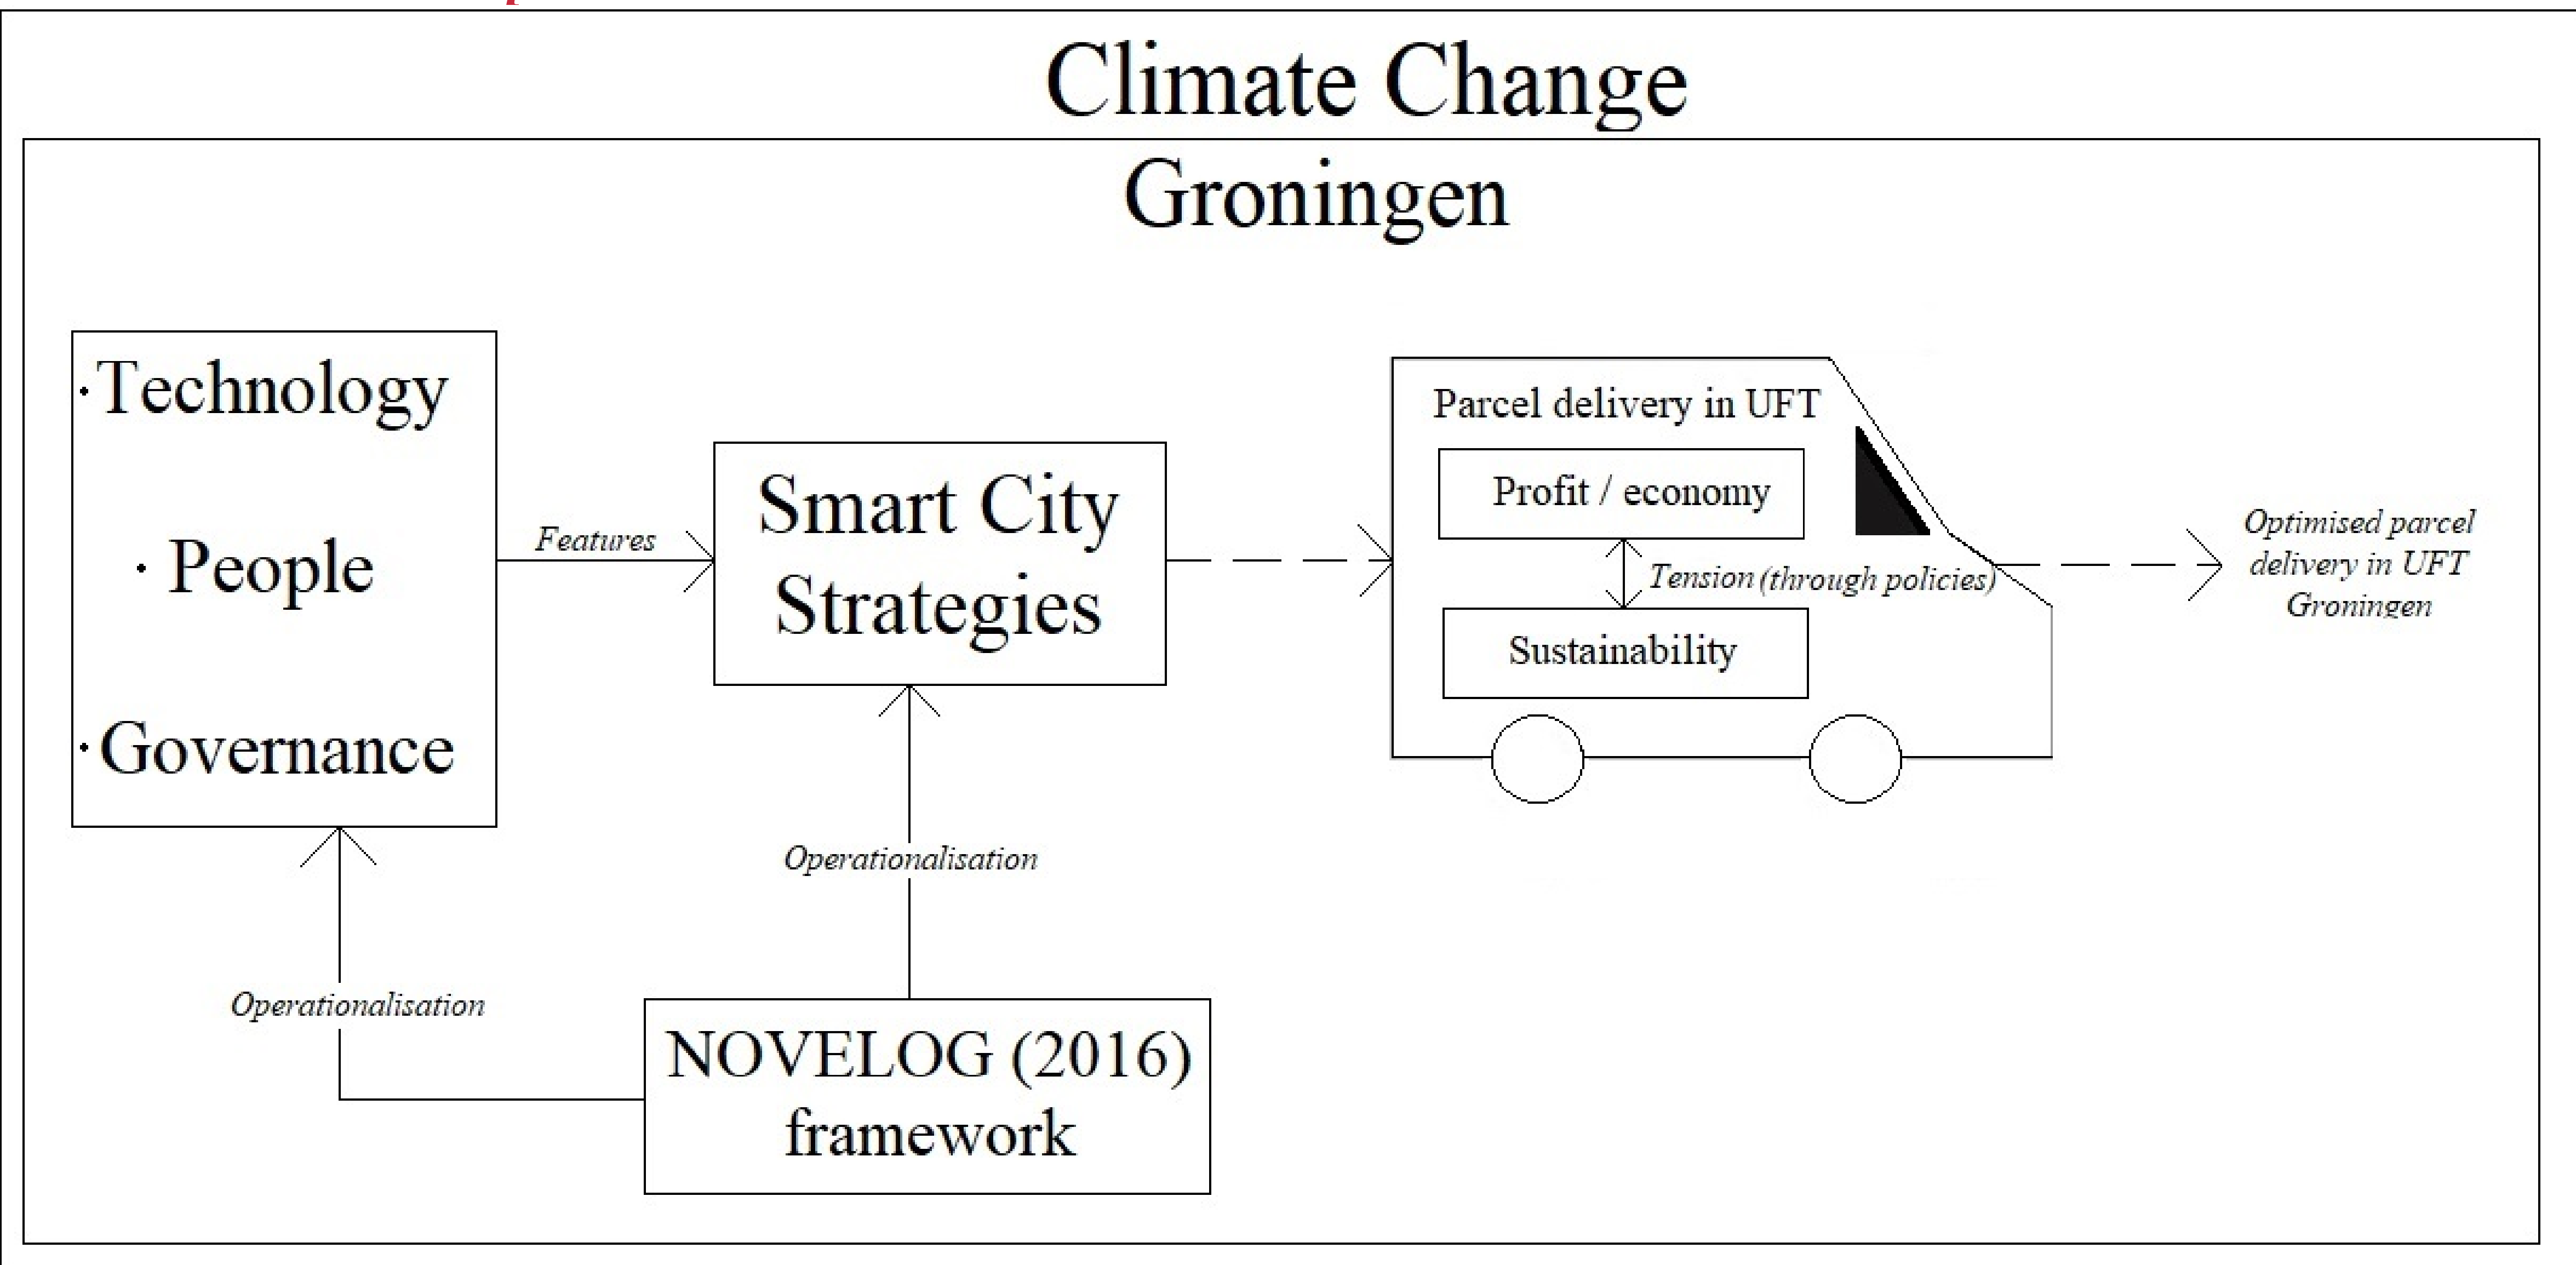 Climate Change
Groningen
·Technology
· People
·Governance
Features
Smart City
Strategies
Parcel delivery in UFT
Profit / economy
Tension (through policies)
Sustainability
Optimised parcel
delivery in UFT
Groningen
Operationalisation
Operationalisation
NOVELOG (2016)
framework